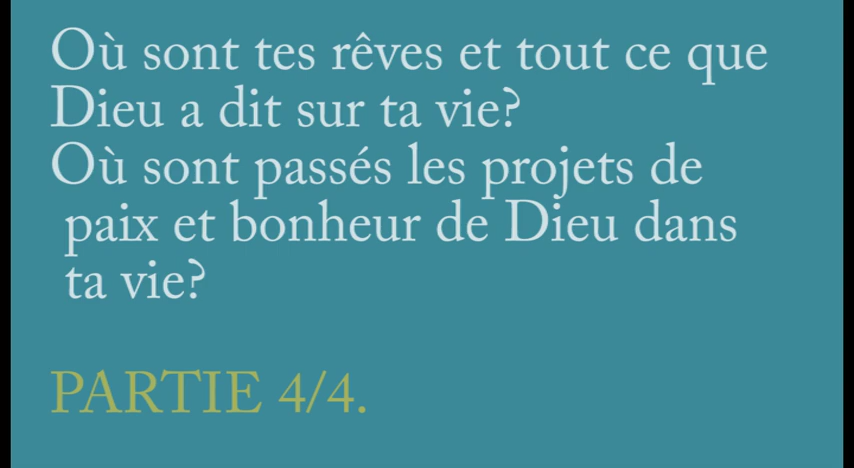 Où sont tes rêves et tout ce que
Dieu a dit sur ta vie?
Où sont passés les projets de
paix et bonheur de Dieu dans
ta vie?
PARTIE 4/4.